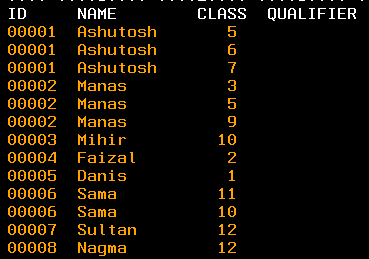 ID NAME CLASS QUALIFIER
00001 Ashutosh 5
00001 Ashutosh 6
00001 Ashutosh 7
00002 Manas 3
00002 Manas 5
00002 Manas 9
00003 Mihir 10
00004 Faizal 2
00005 Danis 1
00006 Sama 11
00006 Sama 10
00007 Sultan 12
00008 Nagma 12